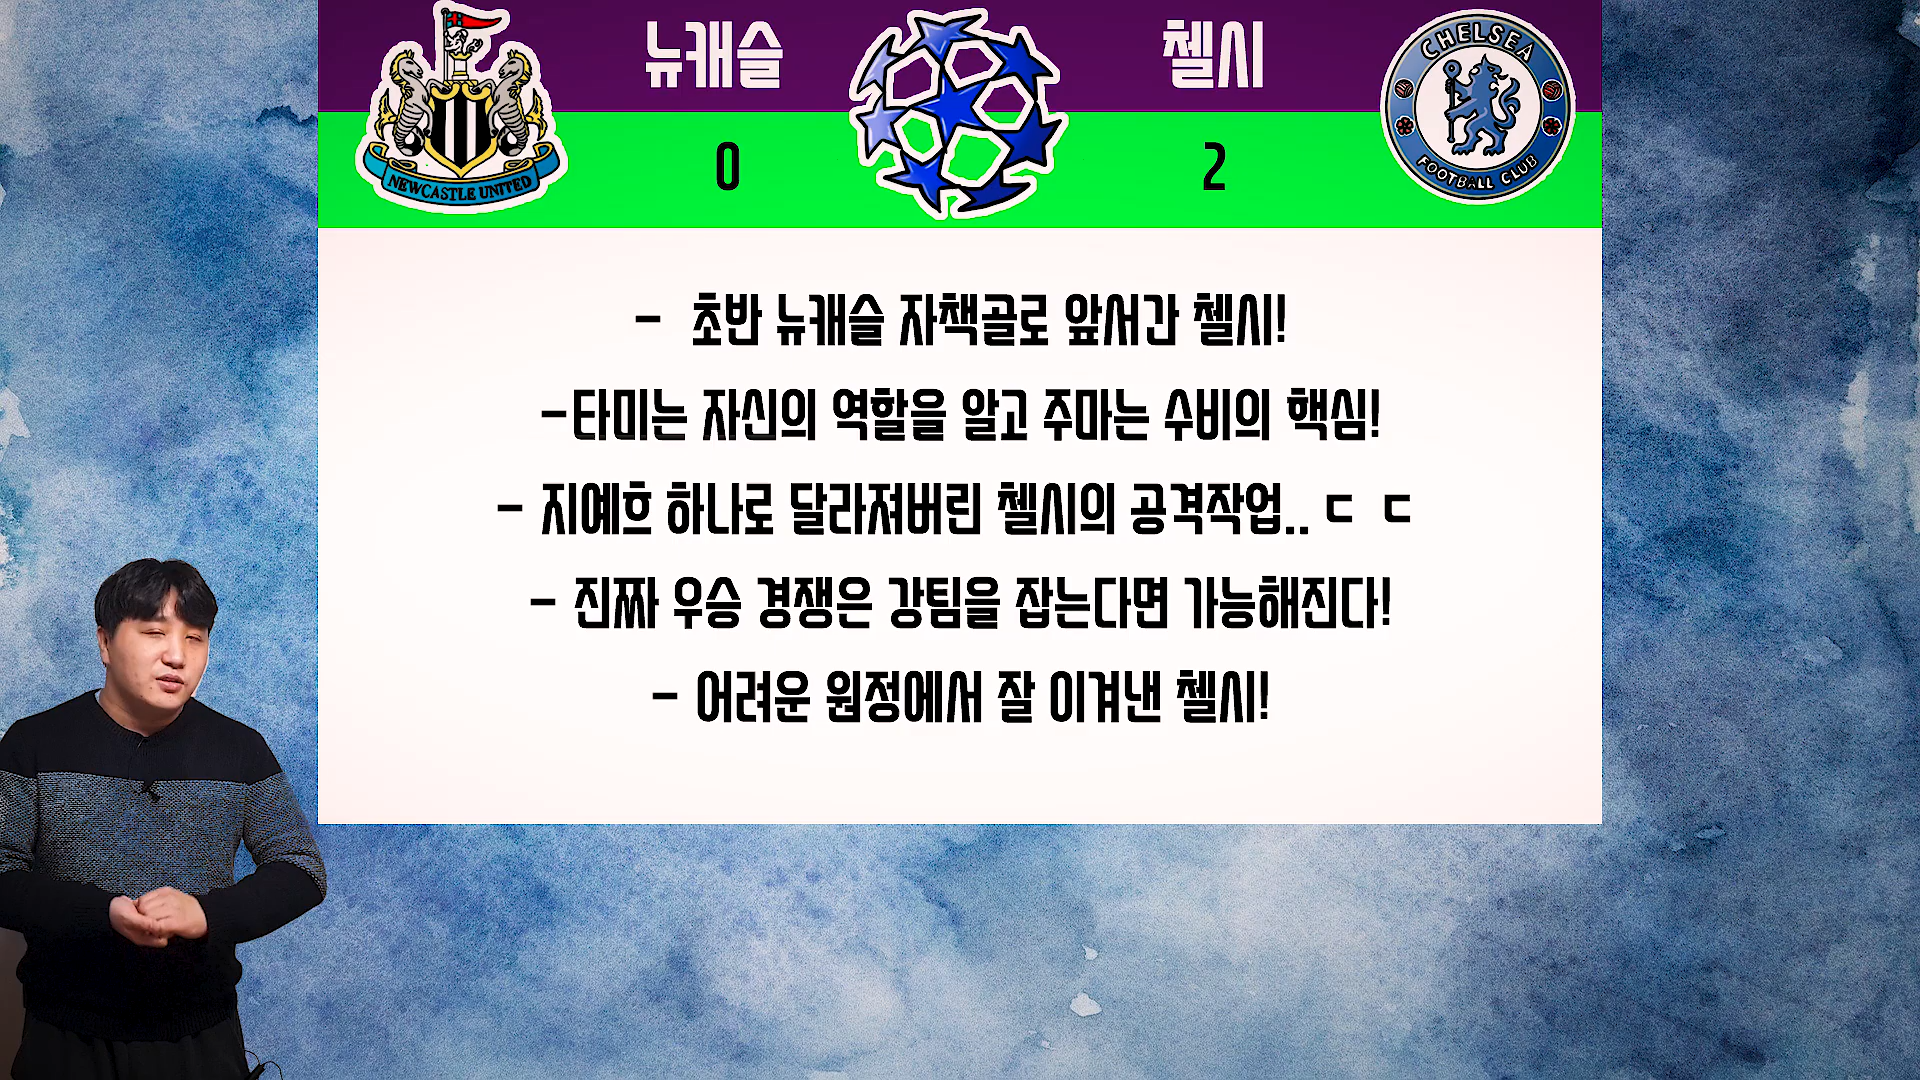 뉴캐슬
첼시
CHELSEA
FOOTBALL CLUB
NEWCASTLE UNITED
0
2
- 초반 뉴캐슬 자책골로 앞서간 첼시!
-타미는 자신의 역할을 알고 주마는 수비의 핵심!
- 지예흐 하나로 달라져버린 첼시의 공격작업.. ㄷ ㄷ
- 진짜 우승 경쟁은 강팀을 잡는다면 가능해진다!
- 어려운 원정에서 잘 이겨낸 첼시!